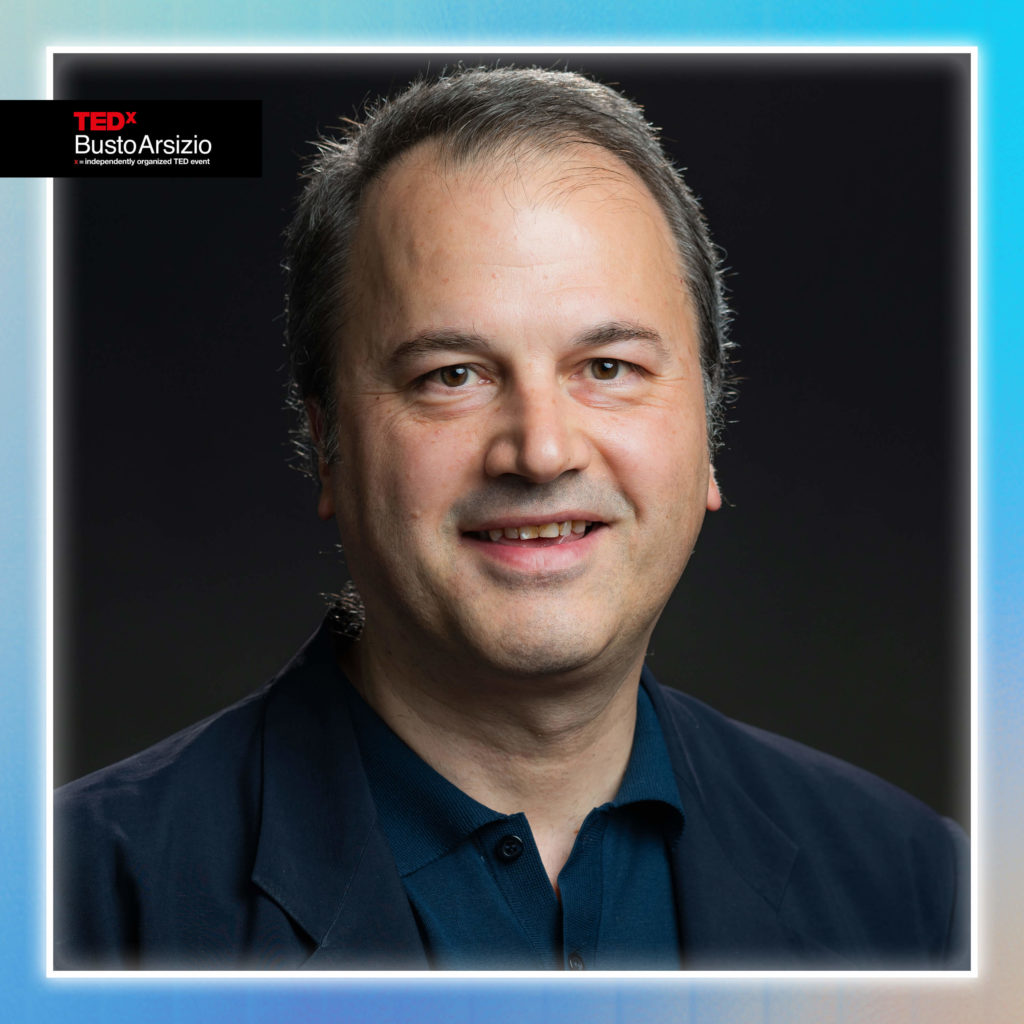 TEDx
BustoArsizio
x = independently organized TED event